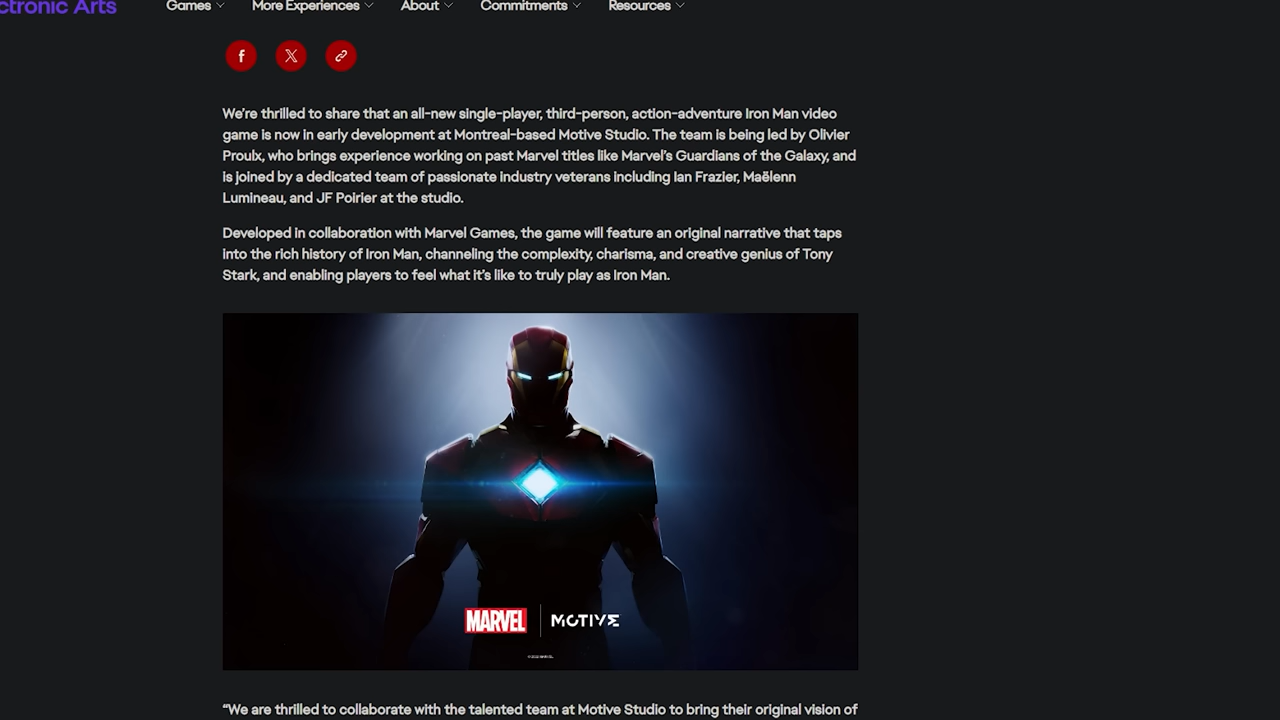 ctronic Arts
Games
More Experiences
About
Commitments
Resources
We're thrilled to share that an all-new single-player, third-person, action-adventure Iron Man video
game is now in early development at Montreal-based Motive Studio. The team is being led by Olivier
Proulx, who brings experience working on past Marvel titles like Marvel's Guardians of the Galaxy, and
is joined by a dedicated team of passionate industry veterans including Ian Frazier, Maëlenn
Lumineau, and JF Poirier at the studio.
Developed in collaboration with Marvel Games, the game will feature an original narrative that taps
into the rich history of Iron Man, channeling the complexity, charisma, and creative genius of Tony
Stark, and enabling players to feel what it's like to truly play as Iron Man.
MARVEL
MOTIVE
“We are thrilled to collaborate with the talented team at Motive Studio to bring their original vision of